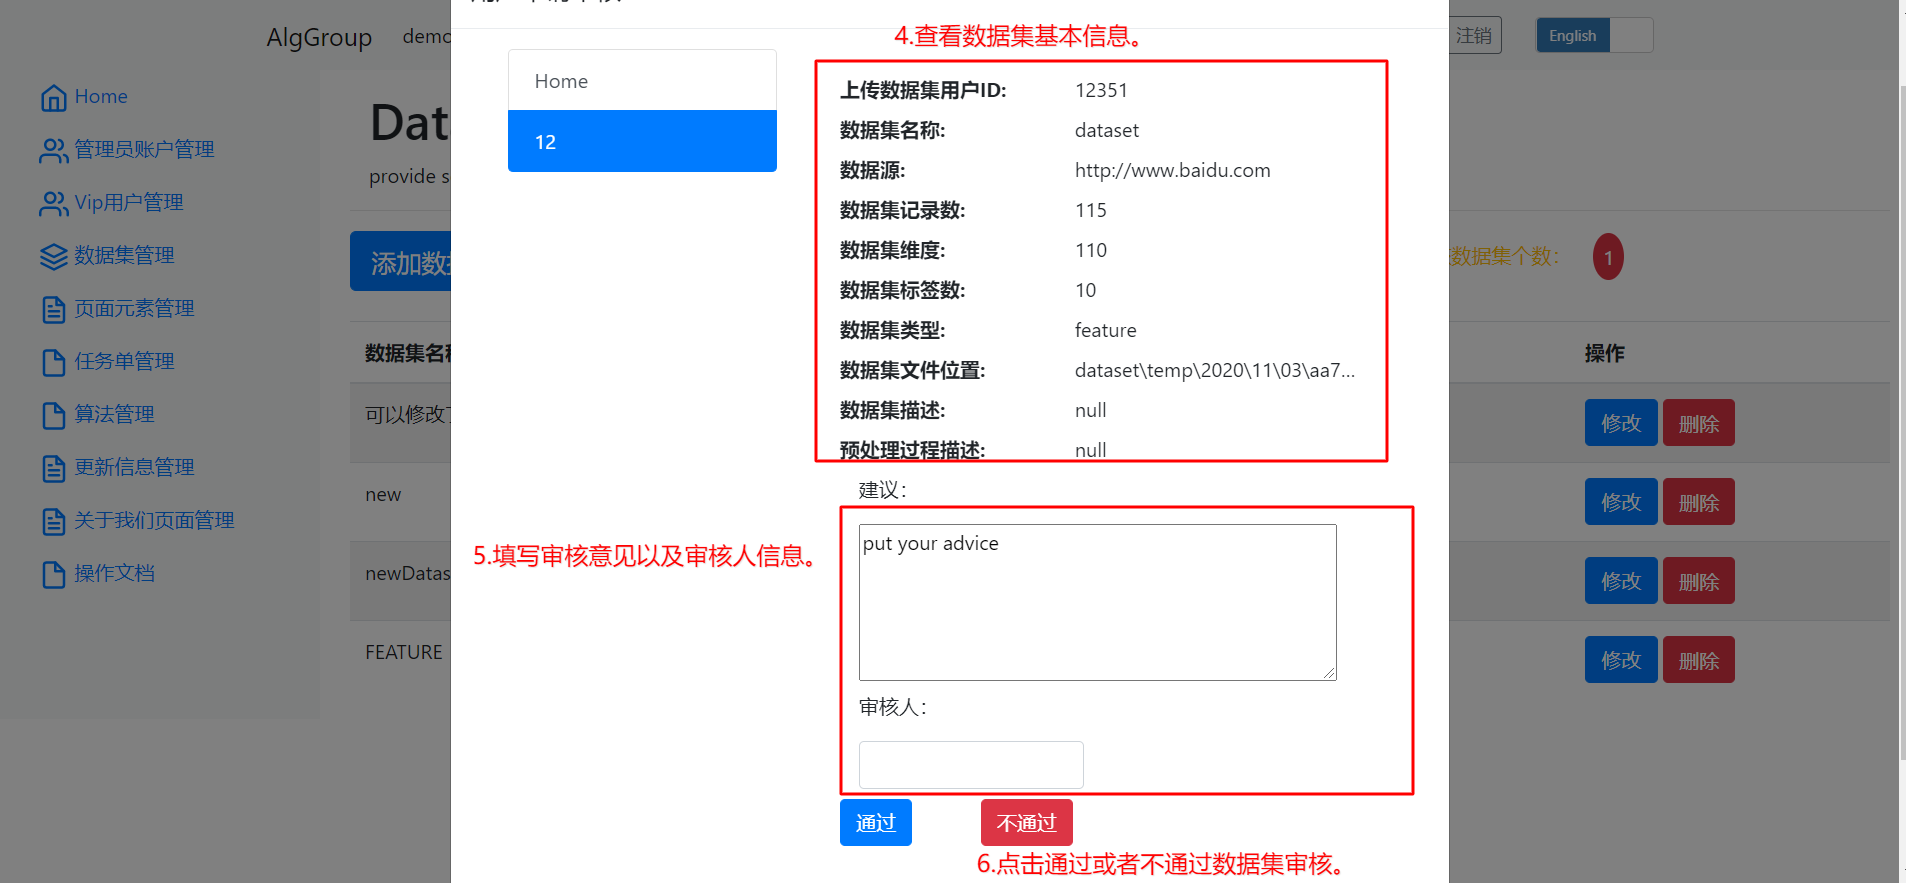 AlgGroup
demo
注销
English
Home
管理员账户管理
Vip用户管理
数据集管理
页面元素管理
任务单管理
算法管理
更新信息管理
关于我们页面管理
操作文档
Dat
provide s
添加数
数据集个数：
1
数据集名
操作
可以修改
修改 删除
new
修改 删除
newDatas
修改 删除
FEATURE
修改 删除
Home
12
4.查看数据集基本信息。
上传数据集用户ID: 12351
数据集名称: dataset
数据源: http://www.baidu.com
数据集记录数: 115
数据集维度: 110
数据集标签数: 10
数据集类型: feature
数据集文件位置: dataset\temp\2020\11\03\aa7...
数据集描述: null
预处理过程描述: null
建议：
5.填写审核意见以及审核人信息。
put your advice
审核人：
通过 不通过
6.点击通过或者不通过数据集审核。